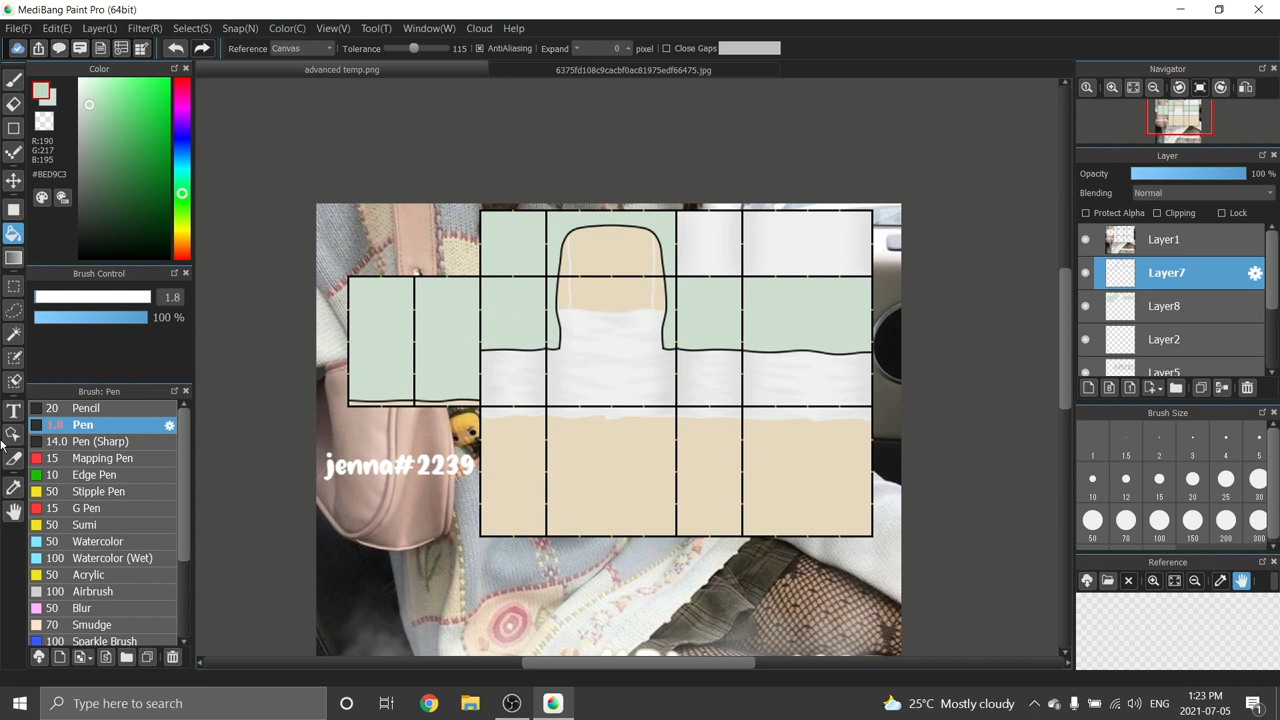 MediBang Paint Pro (64bit)
File(F) Edit(E) Layer(L) Filter(R) Select(S) Snap(N) Color(C) View(V) Tool(T) Window(W) Cloud Help
Reference Canvas Tolerance 115 AntiAliasing Expand 0 pixel Close Gaps
Color
advanced temp.png 6375fd108c9cacbf0ac81975edf66475.jpg
Navigator
R:190
G:217
B:195
#BED9C3
Layer
Opacity 100 %
Blending Normal
Protect Alpha Clipping Lock
Layer1
Layer7
Layer8
Layer2
Layer5
Brush Control
1.8
100 %
Brush: Pen
20 Pencil
1.8 Pen
14.0 Pen (Sharp)
15 Mapping Pen
10 Edge Pen
50 Stipple Pen
15 G Pen
50 Sumi
50 Watercolor
100 Watercolor (Wet)
50 Acrylic
100 Airbrush
50 Blur
70 Smudge
100 Sparkle Brush
jenna#2239
Brush Size
1 1.5 2 3 4 5
10 12 15 20 25 30
50 70 100 150 200 300
Reference
Type here to search
25°C Mostly cloudy
ENG
1:23 PM
2021-07-05
1